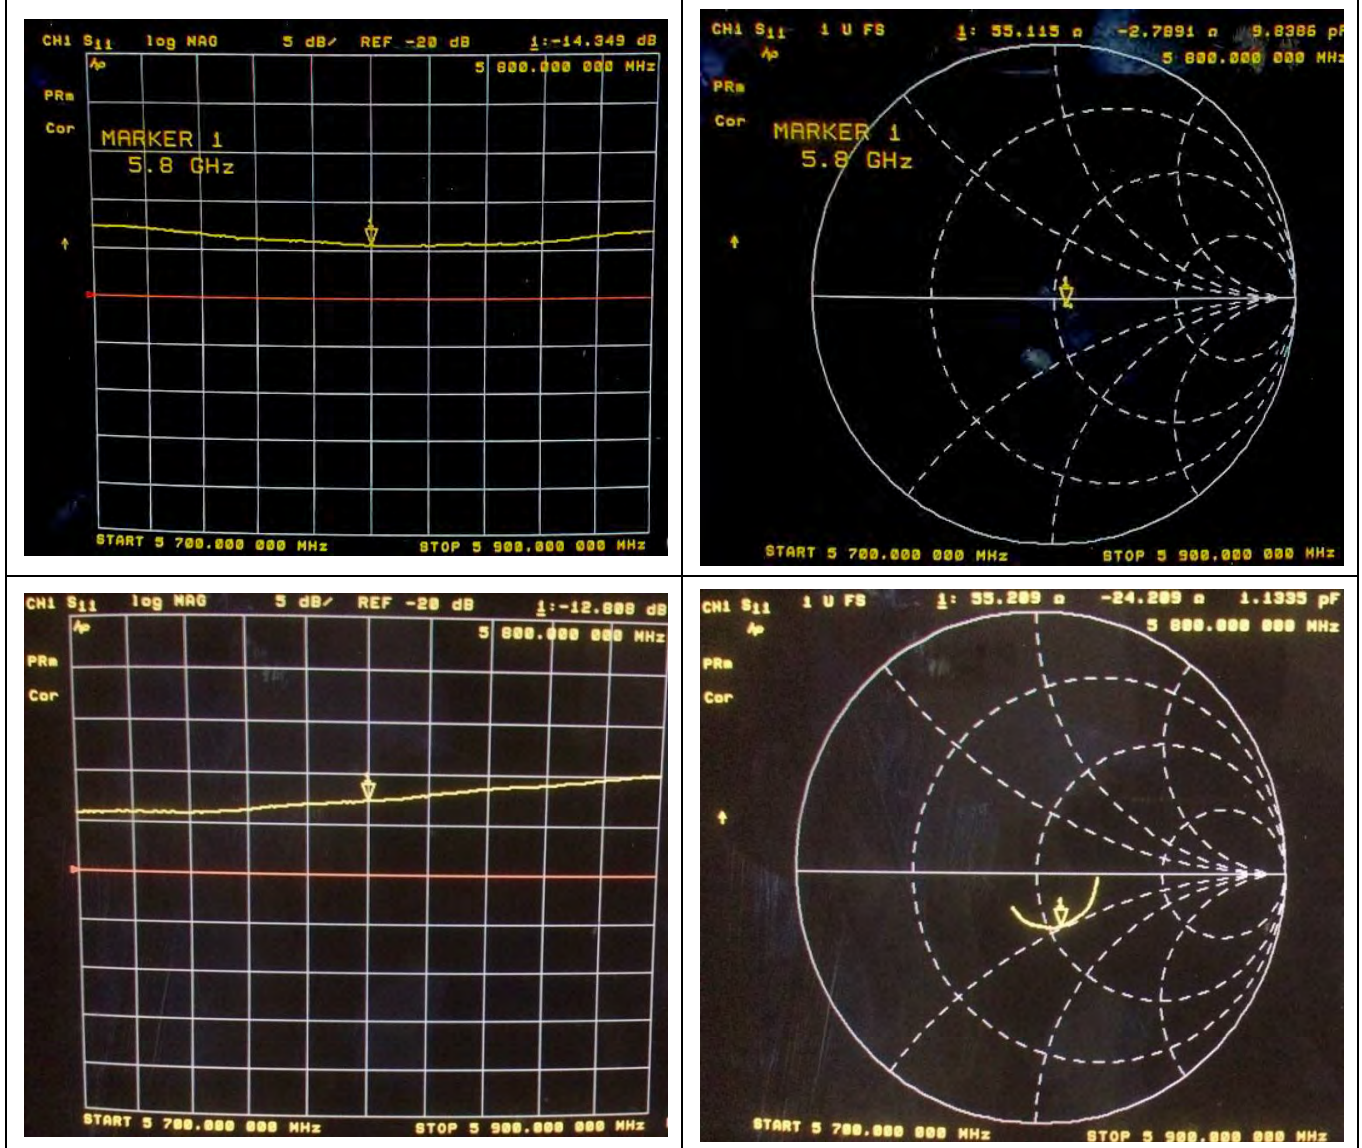 CH1 S11 log MAG 5 dB/ REF -20 dB 1:-14.349 dB
5 800.000 000 MHz
PRm
Cor
MARKER 1
5.8 GHz
START 5 700.000 000 MHz STOP 5 900.000 000 MHz
CH1 S11 1 U FS 1: 55.115 Ω -2.7891 Ω 9.8386 pF
5 800.000 000 MHz
PRm
Cor
MARKER 1
5.8 GHz
1
START 5 700.000 000 MHz STOP 5 900.000 000 MHz
CH1 S11 log MAG 5 dB/ REF -20 dB 1:-12.808 dB
5 800.000 000 MHz
PRm
Cor
START 5 700.000 000 MHz STOP 5 900.000 000 MHz
CH1 S11 1 U FS 1: 55.209 Ω -24.209 Ω 1.1335 pF
5 800.000 000 MHz
PRm
Cor
1
START 5 700.000 000 MHz STOP 5 900.000 000 MHz